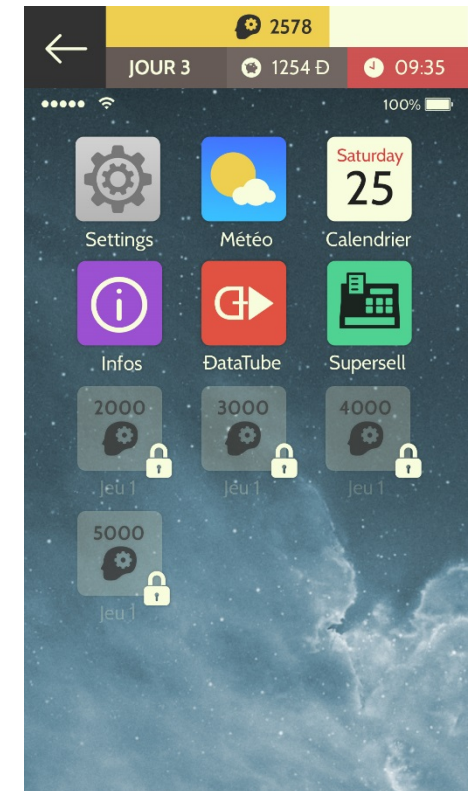 2578
JOUR 3 1254 Đ 09:35
100%
Saturday
25
Settings Météo Calendrier
Infos ĐataTube Supersell
2000 3000 4000
Jeu 1 Jeu 1 Jeu 1
5000
Jeu 1